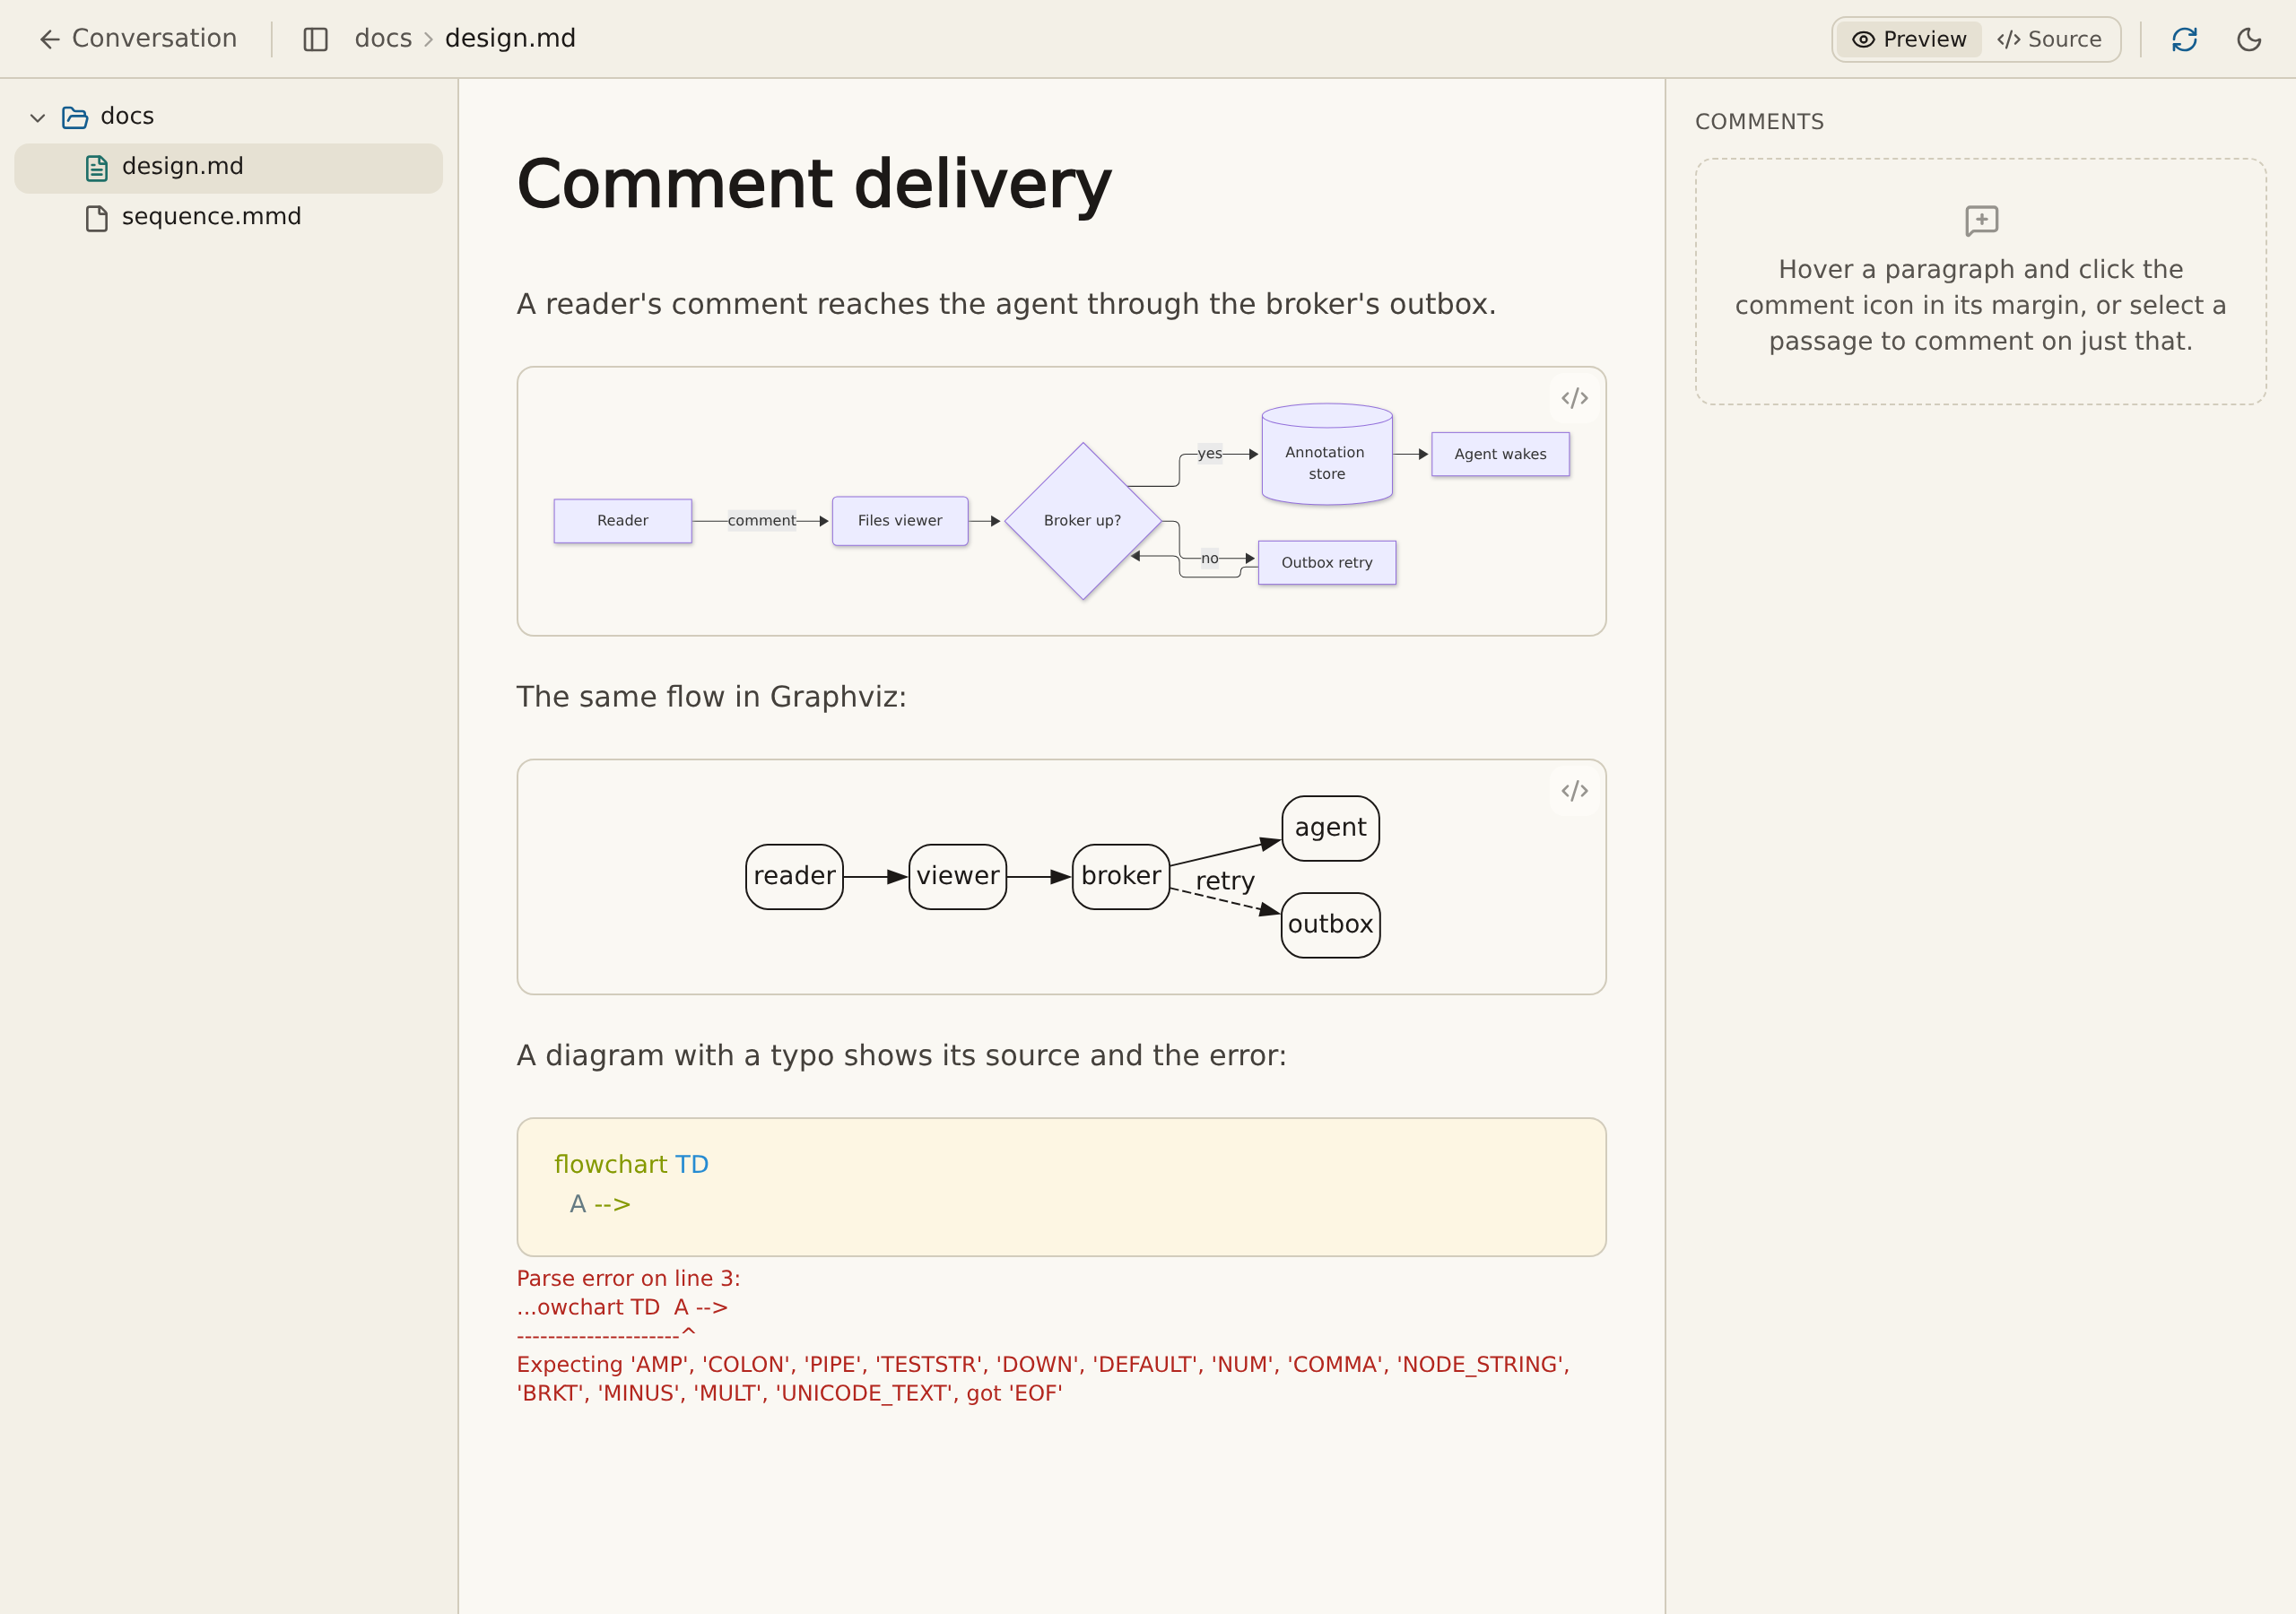 Conversation
docs > design.md
Preview
Source
docs
design.md
sequence.mmd
Comment delivery
A reader's comment reaches the agent through the broker's outbox.
Reader
comment
Files viewer
Broker up?
yes
Annotation
store
Agent wakes
no
Outbox retry
The same flow in Graphviz:
reader
viewer
broker
agent
retry
outbox
A diagram with a typo shows its source and the error:
flowchart TD
  A -->
Parse error on line 3:
...owchart TD  A -->
---------------------^
Expecting 'AMP', 'COLON', 'PIPE', 'TESTSTR', 'DOWN', 'DEFAULT', 'NUM', 'COMMA', 'NODE_STRING',
'BRKT', 'MINUS', 'MULT', 'UNICODE_TEXT', got 'EOF'
COMMENTS
Hover a paragraph and click the
comment icon in its margin, or select a
passage to comment on just that.